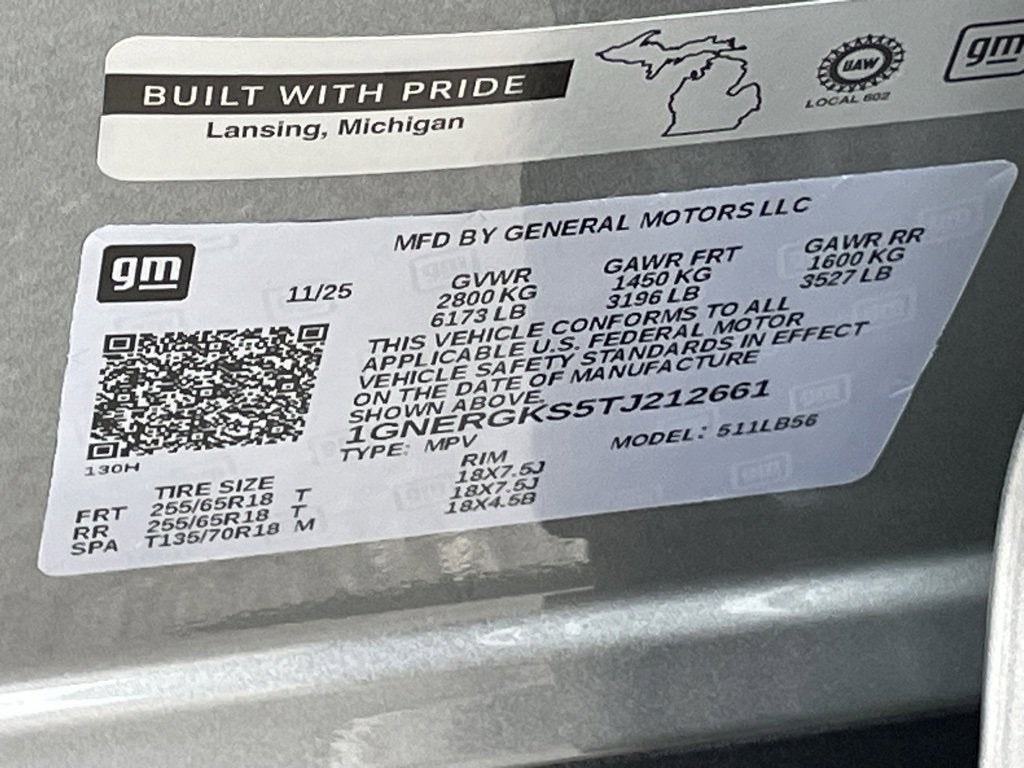 BUILT WITH PRIDE
Lansing, Michigan
UAW
LOCAL 602
gm
gm
MFD BY GENERAL MOTORS LLC
11/25
GVWR
2800 KG
6173 LB
GAWR FRT
1450 KG
3196 LB
GAWR RR
1600 KG
3527 LB
THIS VEHICLE CONFORMS TO ALL
APPLICABLE U.S. FEDERAL MOTOR
VEHICLE SAFETY STANDARDS IN EFFECT
ON THE DATE OF MANUFACTURE
SHOWN ABOVE.
1GNERGKS5TJ212661
TYPE: MPV
MODEL: 511LB56
130H
TIRE SIZE RIM
FRT 255/65R18 T 18X7.5J
RR 255/65R18 T 18X7.5J
SPA T135/70R18 M 18X4.5B